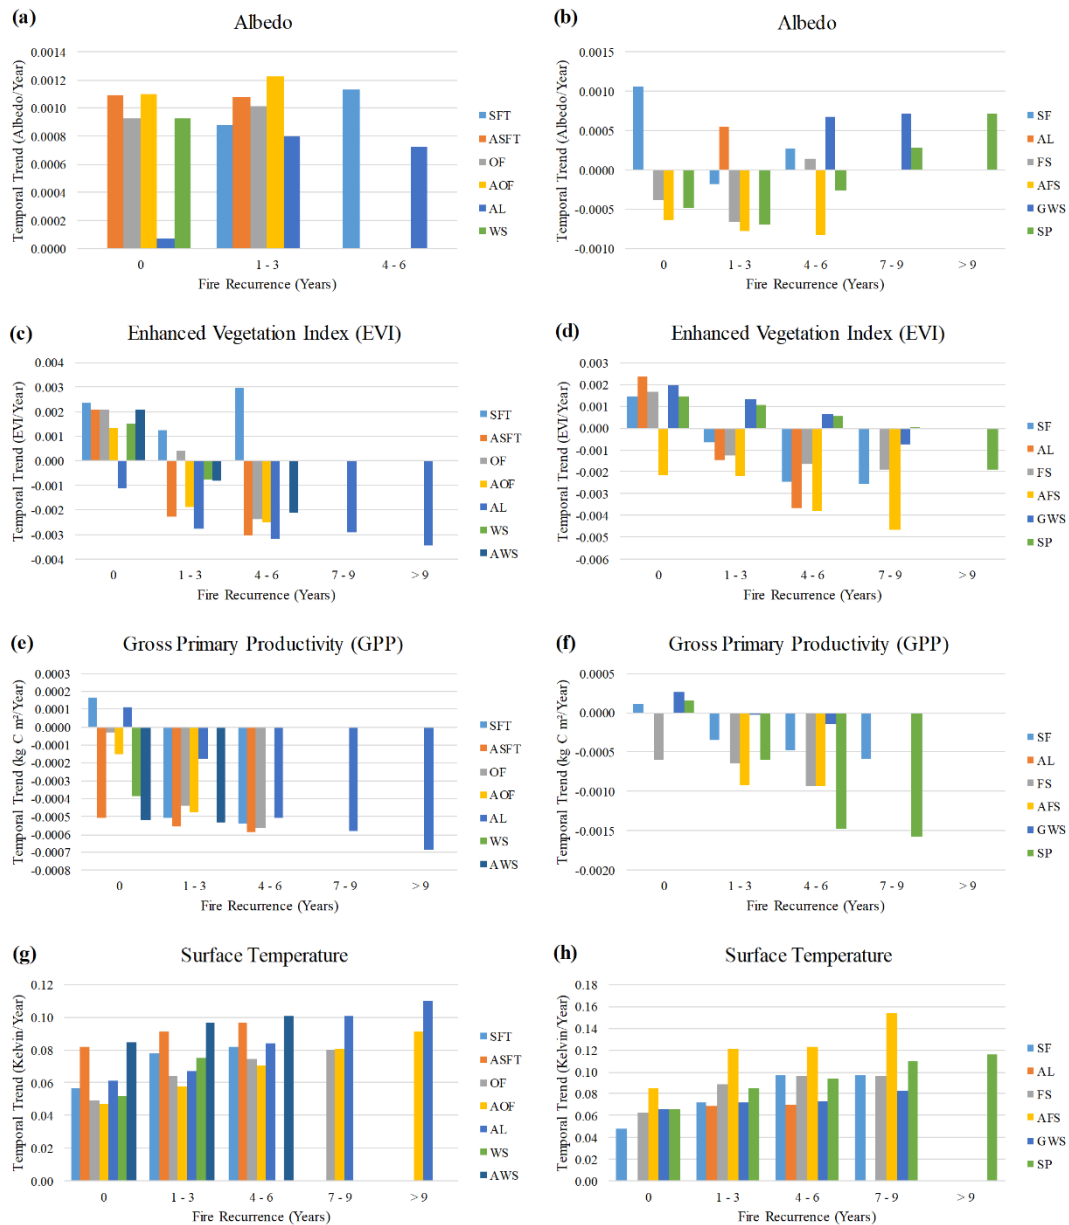 (a)
Albedo
Temporal Trend (Albedo/Year)
0.0014
0.0012
0.0010
0.0008
0.0006
0.0004
0.0002
0.0000
0
1 - 3
4 - 6
Fire Recurrence (Years)
SFT
ASFT
OF
AOF
AL
WS
(b)
Albedo
Temporal Trend (Albedo/Year)
0.0015
0.0010
0.0005
0.0000
-0.0005
-0.0010
0
1 - 3
4 - 6
7 - 9
> 9
Fire Recurrence (Years)
SF
AL
FS
AFS
GWS
SP
(c)
Enhanced Vegetation Index (EVI)
Temporal Trend (EVI/Year)
0.004
0.003
0.002
0.001
0.000
-0.001
-0.002
-0.003
-0.004
0
1 - 3
4 - 6
7 - 9
> 9
Fire Recurrence (Years)
SFT
ASFT
OF
AOF
AL
WS
AWS
(d)
Enhanced Vegetation Index (EVI)
Temporal Trend (EVI/Year)
0.003
0.002
0.001
0.000
-0.001
-0.002
-0.003
-0.004
-0.005
-0.006
0
1 - 3
4 - 6
7 - 9
> 9
Fire Recurrence (Years)
SF
AL
FS
AFS
GWS
SP
(e)
Gross Primary Productivity (GPP)
Temporal Trend (kg C m²/Year)
0.0003
0.0002
0.0001
0.0000
-0.0001
-0.0002
-0.0003
-0.0004
-0.0005
-0.0006
-0.0007
-0.0008
0
1 - 3
4 - 6
7 - 9
> 9
Fire Recurrence (Years)
SFT
ASFT
OF
AOF
AL
WS
AWS
(f)
Gross Primary Productivity (GPP)
Temporal Trend (kg C m²/Year)
0.0005
0.0000
-0.0005
-0.0010
-0.0015
-0.0020
0
1 - 3
4 - 6
7 - 9
> 9
Fire Recurrence (Years)
SF
AL
FS
AFS
GWS
SP
(g)
Surface Temperature
Temporal Trend (Kelvin/Year)
0.12
0.10
0.08
0.06
0.04
0.02
0.00
0
1 - 3
4 - 6
7 - 9
> 9
Fire Recurrence (Years)
SFT
ASFT
OF
AOF
AL
WS
AWS
(h)
Surface Temperature
Temporal Trend (Kelvin/Year)
0.18
0.16
0.14
0.12
0.10
0.08
0.06
0.04
0.02
0.00
0
1 - 3
4 - 6
7 - 9
> 9
Fire Recurrence (Years)
SF
AL
FS
AFS
GWS
SP